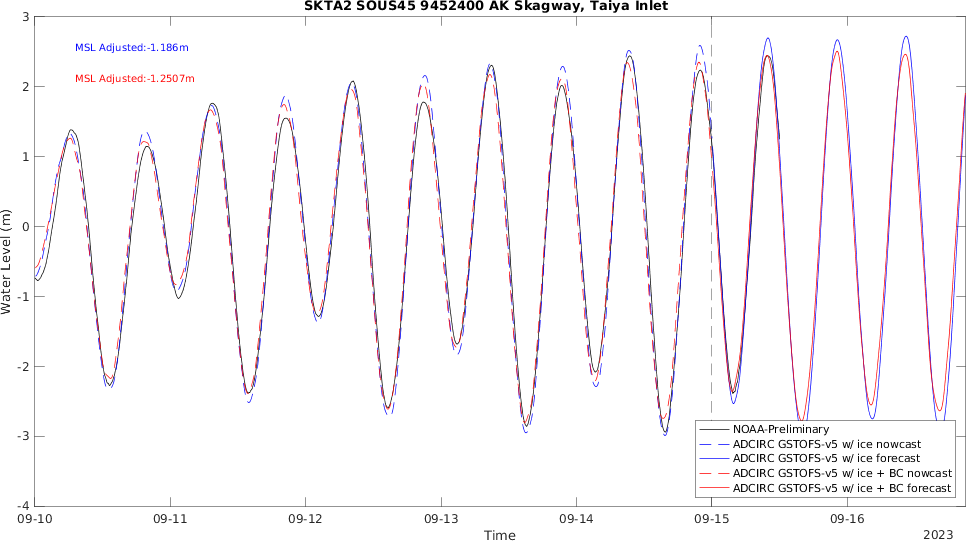 SKTA2 SOUS45 9452400 AK Skagway, Taiya Inlet
3
MSL Adjusted:-1.186m
MSL Adjusted:-1.2507m
2
1
0
-1
-2
-3
-4
Water Level (m)
NOAA-Preliminary
ADCIRC GSTOFS-v5 w/ ice nowcast
ADCIRC GSTOFS-v5 w/ ice forecast
ADCIRC GSTOFS-v5 w/ ice + BC nowcast
ADCIRC GSTOFS-v5 w/ ice + BC forecast
09-10 09-11 09-12 09-13 09-14 09-15 09-16
Time
2023